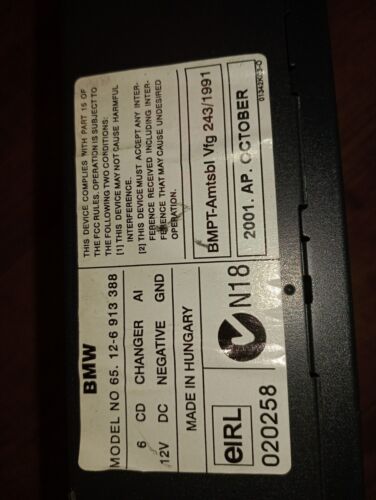 THIS DEVICE COMPLIES WITH PART 15 OF
THE FCC RULES. OPERATION IS SUBJECT TO
THE FOLLOWING TWO CONDITIONS:
[1] THIS DEVICE MAY NOT CAUSE HARMFUL
INTERFERENCE.
[2] THIS DEVICE MUST ACCEPT ANY INTER-
FERENCE RECEIVED INCLUDING INTER-
FERENCE THAT MAY CAUSE UNDESIRED
OPERATION.
BMPT-Amtsbl Vfg 243/1991
2001. AP. OCTOBER
BMW
MODEL NO 65. 12-6 913 388
6 CD CHANGER AI
12V DC NEGATIVE GND
MADE IN HUNGARY
N18
eIRL
020258